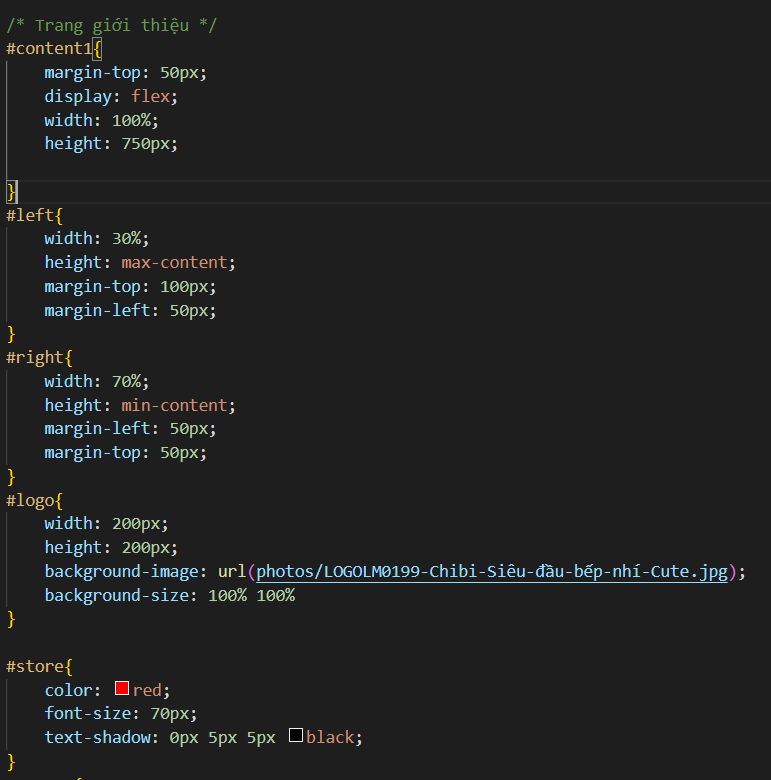 /* Trang giới thiệu */
#content1{
    margin-top: 50px;
    display: flex;
    width: 100%;
    height: 750px;

}
#left{
    width: 30%;
    height: max-content;
    margin-top: 100px;
    margin-left: 50px;
}
#right{
    width: 70%;
    height: min-content;
    margin-left: 50px;
    margin-top: 50px;
}
#logo{
    width: 200px;
    height: 200px;
    background-image: url(photos/LOGOLM0199-Chibi-Siêu-đầu-bếp-nhí-Cute.jpg);
    background-size: 100% 100%
}

#store{
    color: red;
    font-size: 70px;
    text-shadow: 0px 5px 5px black;
}